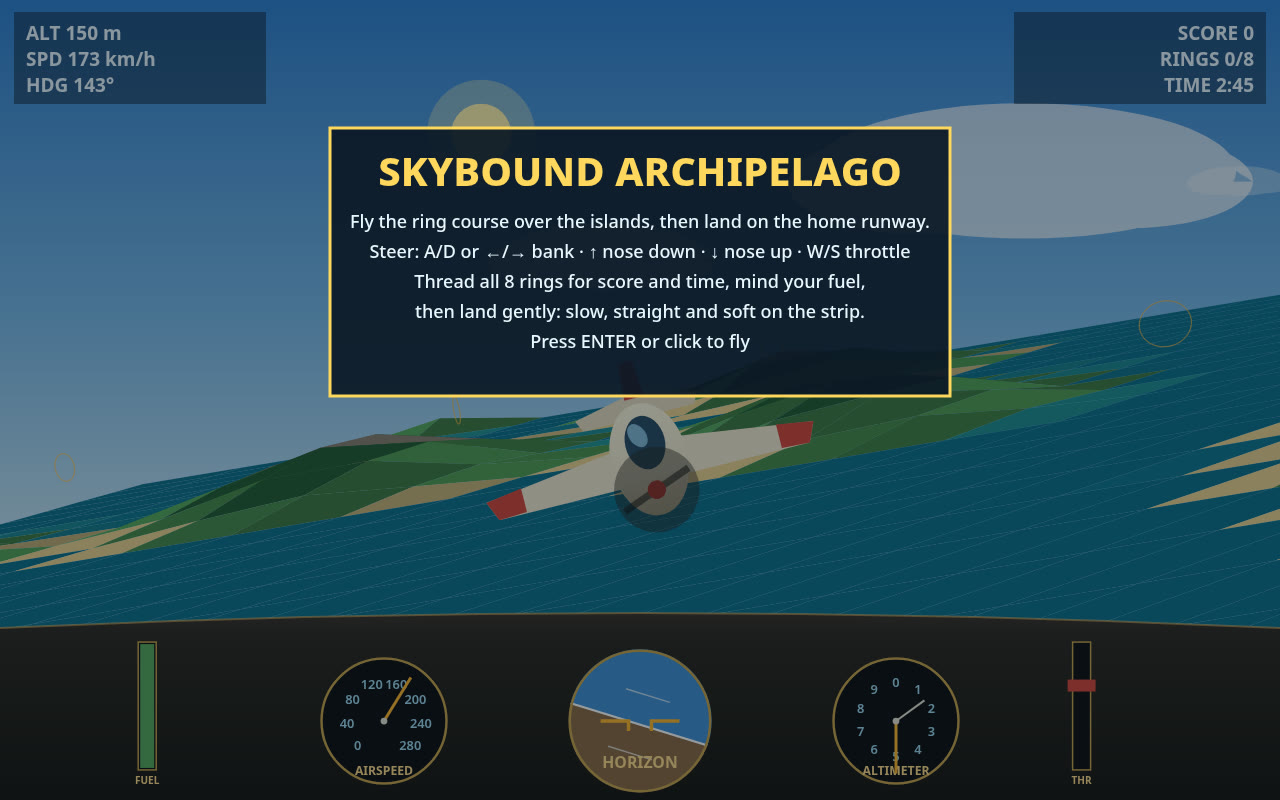 ALT 150 m
SPD 173 km/h
HDG 143°
SCORE 0
RINGS 0/8
TIME 2:45
SKYBOUND ARCHIPELAGO
Fly the ring course over the islands, then land on the home runway.
Steer: A/D or ←/→ bank · ↑ nose down · ↓ nose up · W/S throttle
Thread all 8 rings for score and time, mind your fuel,
then land gently: slow, straight and soft on the strip.
Press ENTER or click to fly
FUEL
0 40 80 120 160 200 240 280
AIRSPEED
HORIZON
0 1 2 3 4 5 6 7 8 9
ALTIMETER
THR